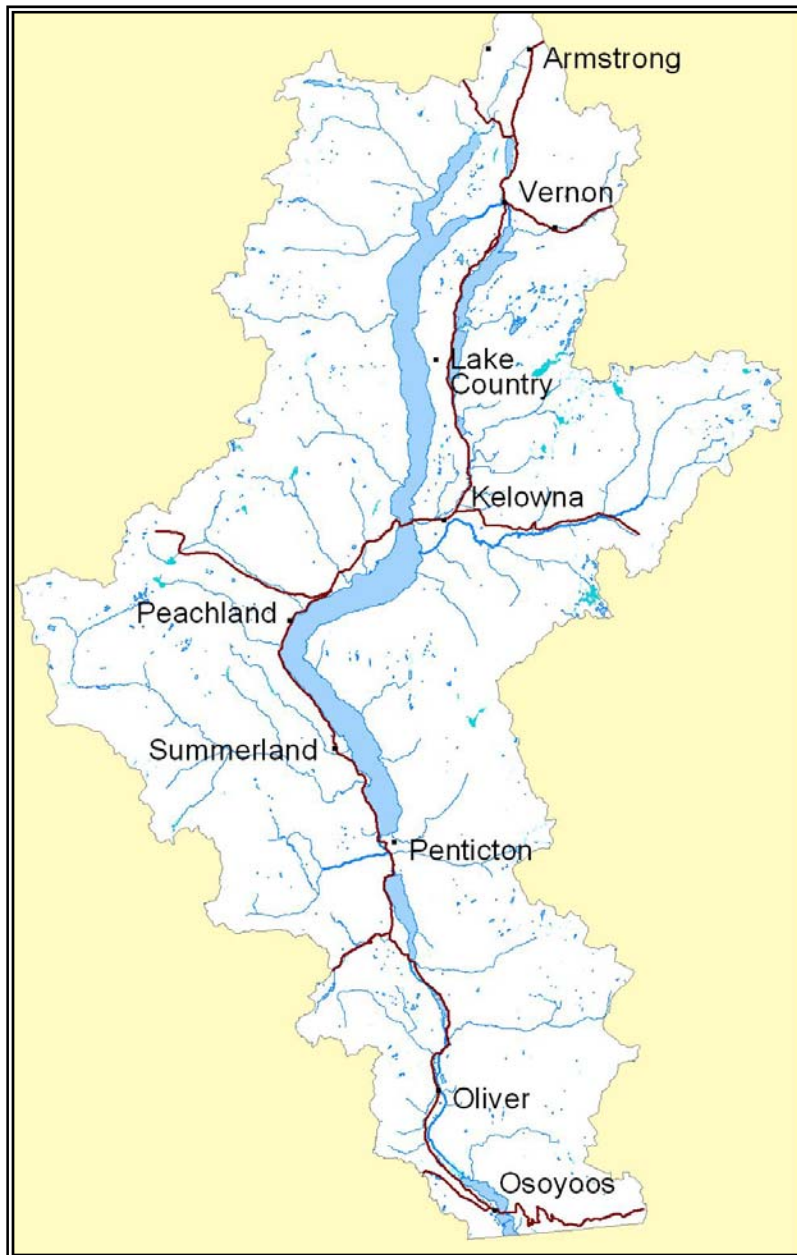 Armstrong
Vernon
Lake
Country
Kelowna
Peachland
Summerland
Penticton
Oliver
Osoyoos